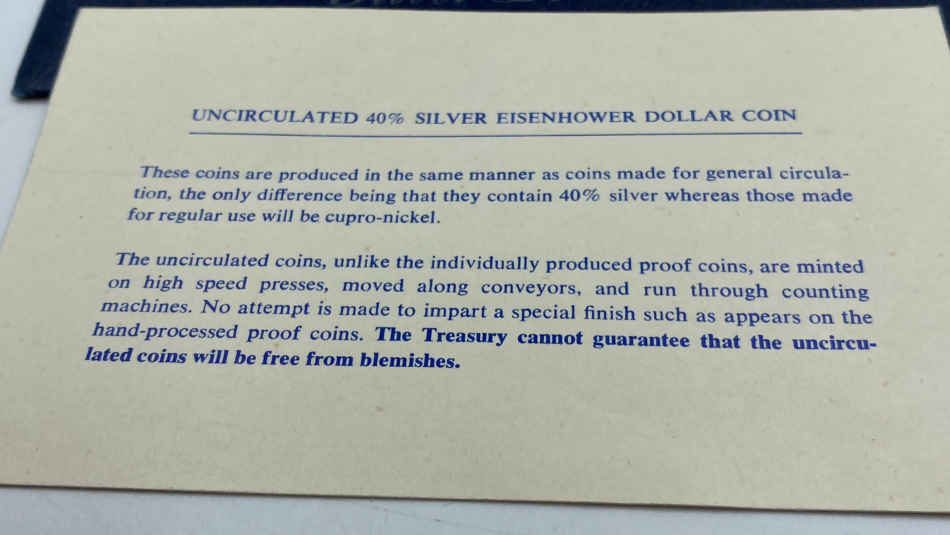 UNCIRCULATED 40% SILVER EISENHOWER DOLLAR COIN
These coins are produced in the same manner as coins made for general circula-
tion, the only difference being that they contain 40% silver whereas those made
for regular use will be cupro-nickel.
The uncirculated coins, unlike the individually produced proof coins, are minted
on high speed presses, moved along conveyors, and run through counting
machines. No attempt is made to impart a special finish such as appears on the
hand-processed proof coins. The Treasury cannot guarantee that the uncircu-
lated coins will be free from blemishes.